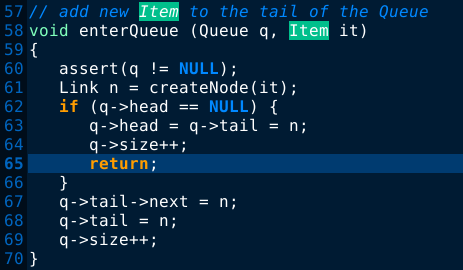 57 // add new Item to the tail of the Queue
58 void enterQueue (Queue q, Item it)
59 {
60    assert(q != NULL);
61    Link n = createNode(it);
62    if (q->head == NULL) {
63       q->head = q->tail = n;
64       q->size++;
65       return;
66    }
67    q->tail->next = n;
68    q->tail = n;
69    q->size++;
70 }